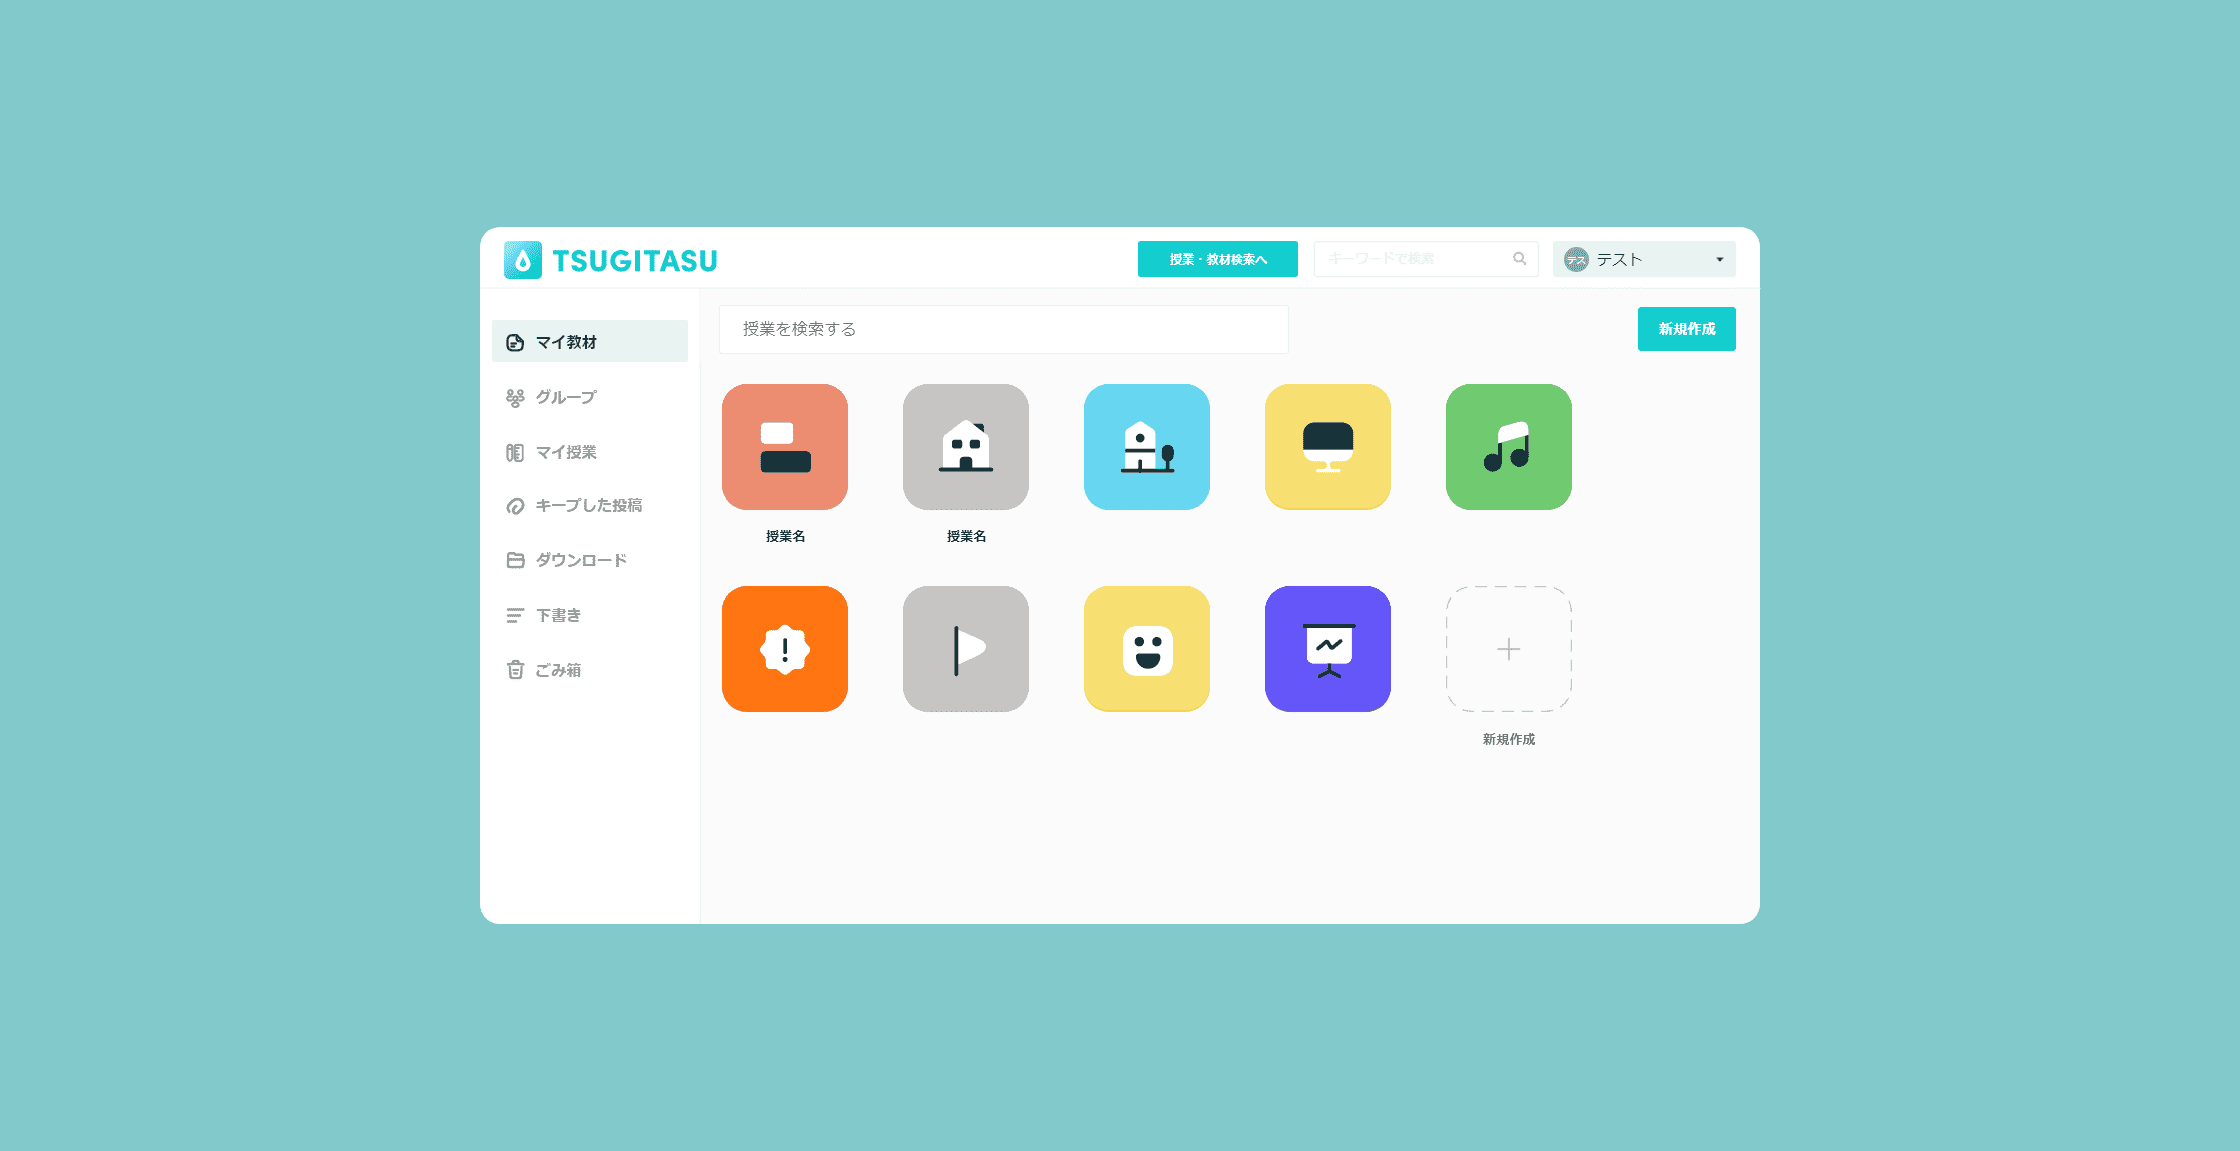 TSUGITASU
授業・教材検索へ
キーワードで検索
テス
テスト
マイ教材
グループ
マイ授業
キープした投稿
ダウンロード
下書き
ごみ箱
授業を検索する
新規作成
授業名
授業名
新規作成